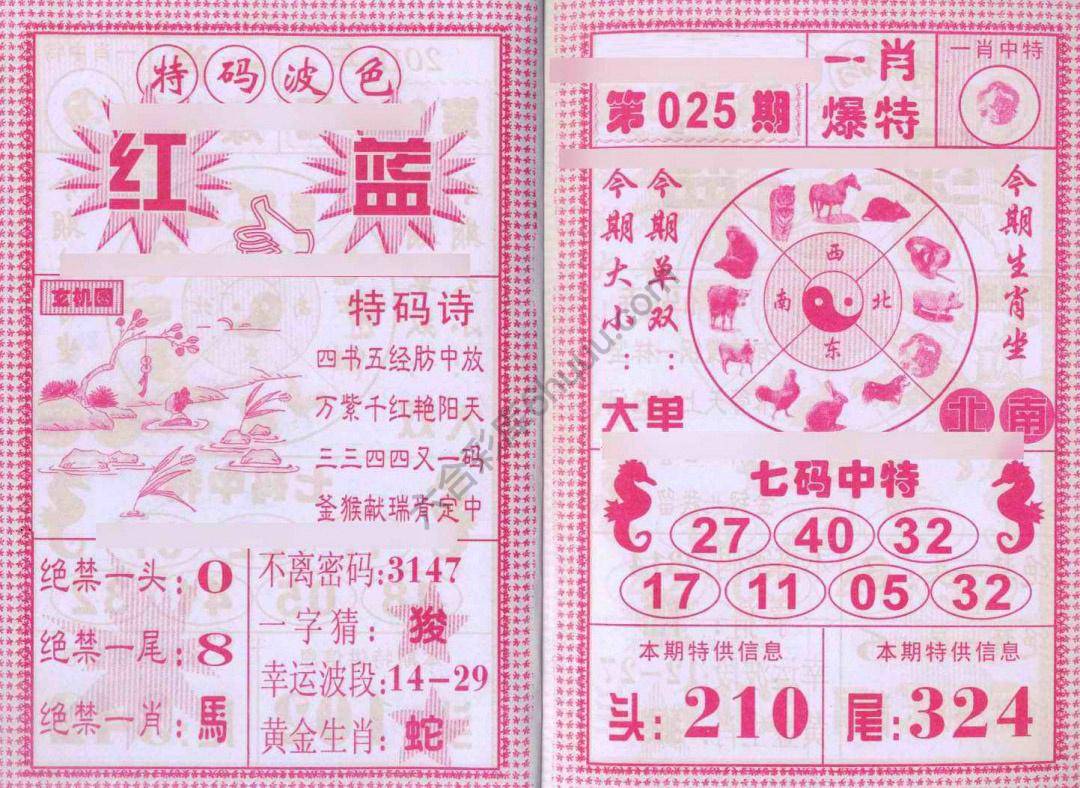 特码波色
红 蓝
玄机图
特码诗
四书五经肪中放
万紫千红艳阳天
三三四四又一码
釜猴献瑞肯定中
绝禁一头:0
绝禁一尾:8
绝禁一肖:馬
不离密码:3147
一字猜:狻
幸运波段:14-29
黄金生肖:蛇
第025期
一肖
爆特
一肖中特
今期大小:
大
今期单双:
单
西
南 北
东
今期生肖坐
北南
七码中特
27 40 32
17 11 05 32
本期特供信息
头:210
本期特供信息
尾:324